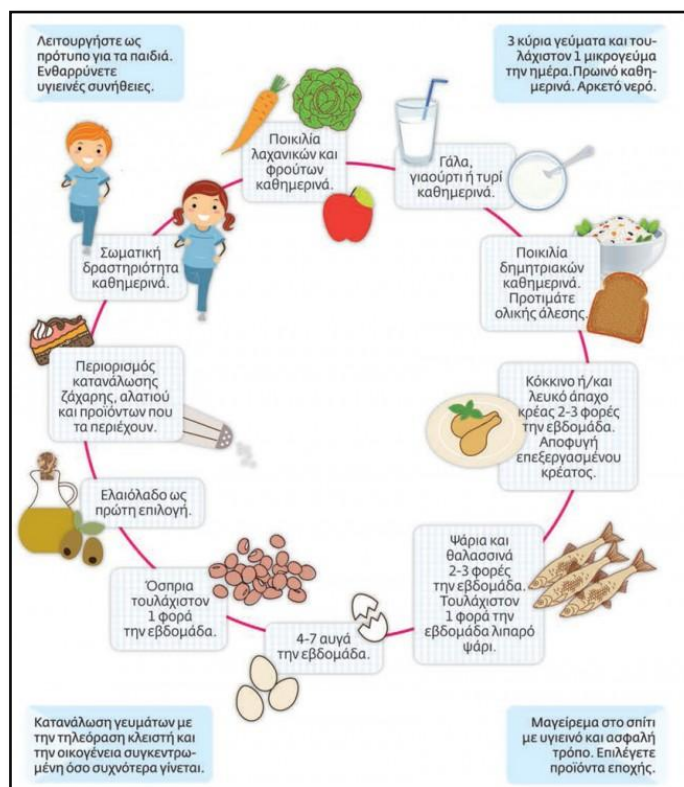 Λειτουργήστε ως
πρότυπο για τα παιδιά.
Ενθαρρύνετε
υγιεινές συνήθειες.
3 κύρια γεύματα και του-
λάχιστον 1 μικρογεύμα
την ημέρα. Πρωινό καθη-
μερινά. Αρκετό νερό.
Ποικιλία
λαχανικών και
φρούτων
καθημερινά.
Γάλα,
γιαούρτι ή τυρί
καθημερινά.
Ποικιλία
δημητριακών
καθημερινά.
Προτιμάτε
ολικής άλεσης.
Κόκκινο ή/και
λευκό άπαχο
κρέας 2-3 φορές
την εβδομάδα.
Αποφυγή
επεξεργασμένου
κρέατος.
Ψάρια και
θαλασσινά
2-3 φορές
την εβδομάδα.
Τουλάχιστον
1 φορά την
εβδομάδα λιπαρό
ψάρι.
4-7 αυγά
την εβδομάδα.
Όσπρια
τουλάχιστον
1 φορά
την εβδομάδα.
Ελαιόλαδο ως
πρώτη επιλογή.
Περιορισμός
κατανάλωσης
ζάχαρης, αλατιού
και προϊόντων που
τα περιέχουν.
Σωματική
δραστηριότητα
καθημερινά.
Κατανάλωση γευμάτων με
την τηλεόραση κλειστή και
την οικογένεια συγκεντρω-
μένη όσο συχνότερα γίνεται.
Μαγείρεμα στο σπίτι
με υγιεινό και ασφαλή
τρόπο. Επιλέγετε
προϊόντα εποχής.